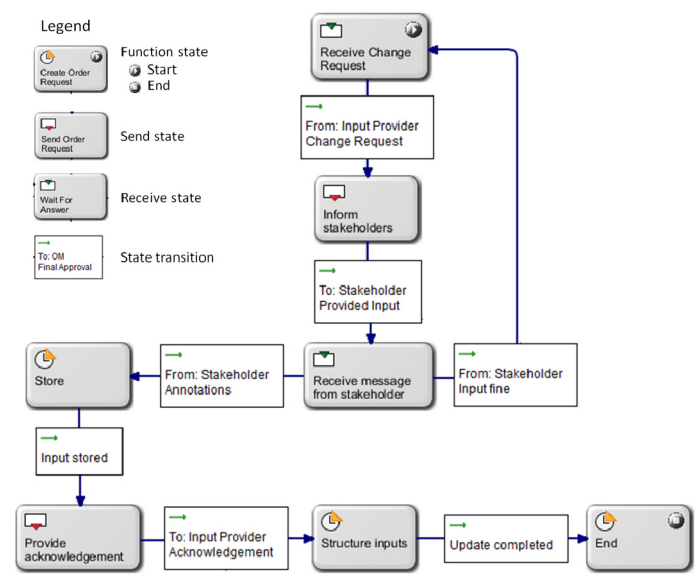 Legend
Create Order
Request
Function state
Start
End
Send Order
Request
Send state
Wait For
Answer
Receive state
To: OM
Final Approval
State transition
Receive Change
Request
From: Input Provider
Change Request
Inform
stakeholders
To: Stakeholder
Provided Input
Store
From: Stakeholder
Annotations
Receive message
from stakeholder
From: Stakeholder
Input fine
Input stored
Provide
acknowledgement
To: Input Provider
Acknowledgement
Structure inputs
Update completed
End